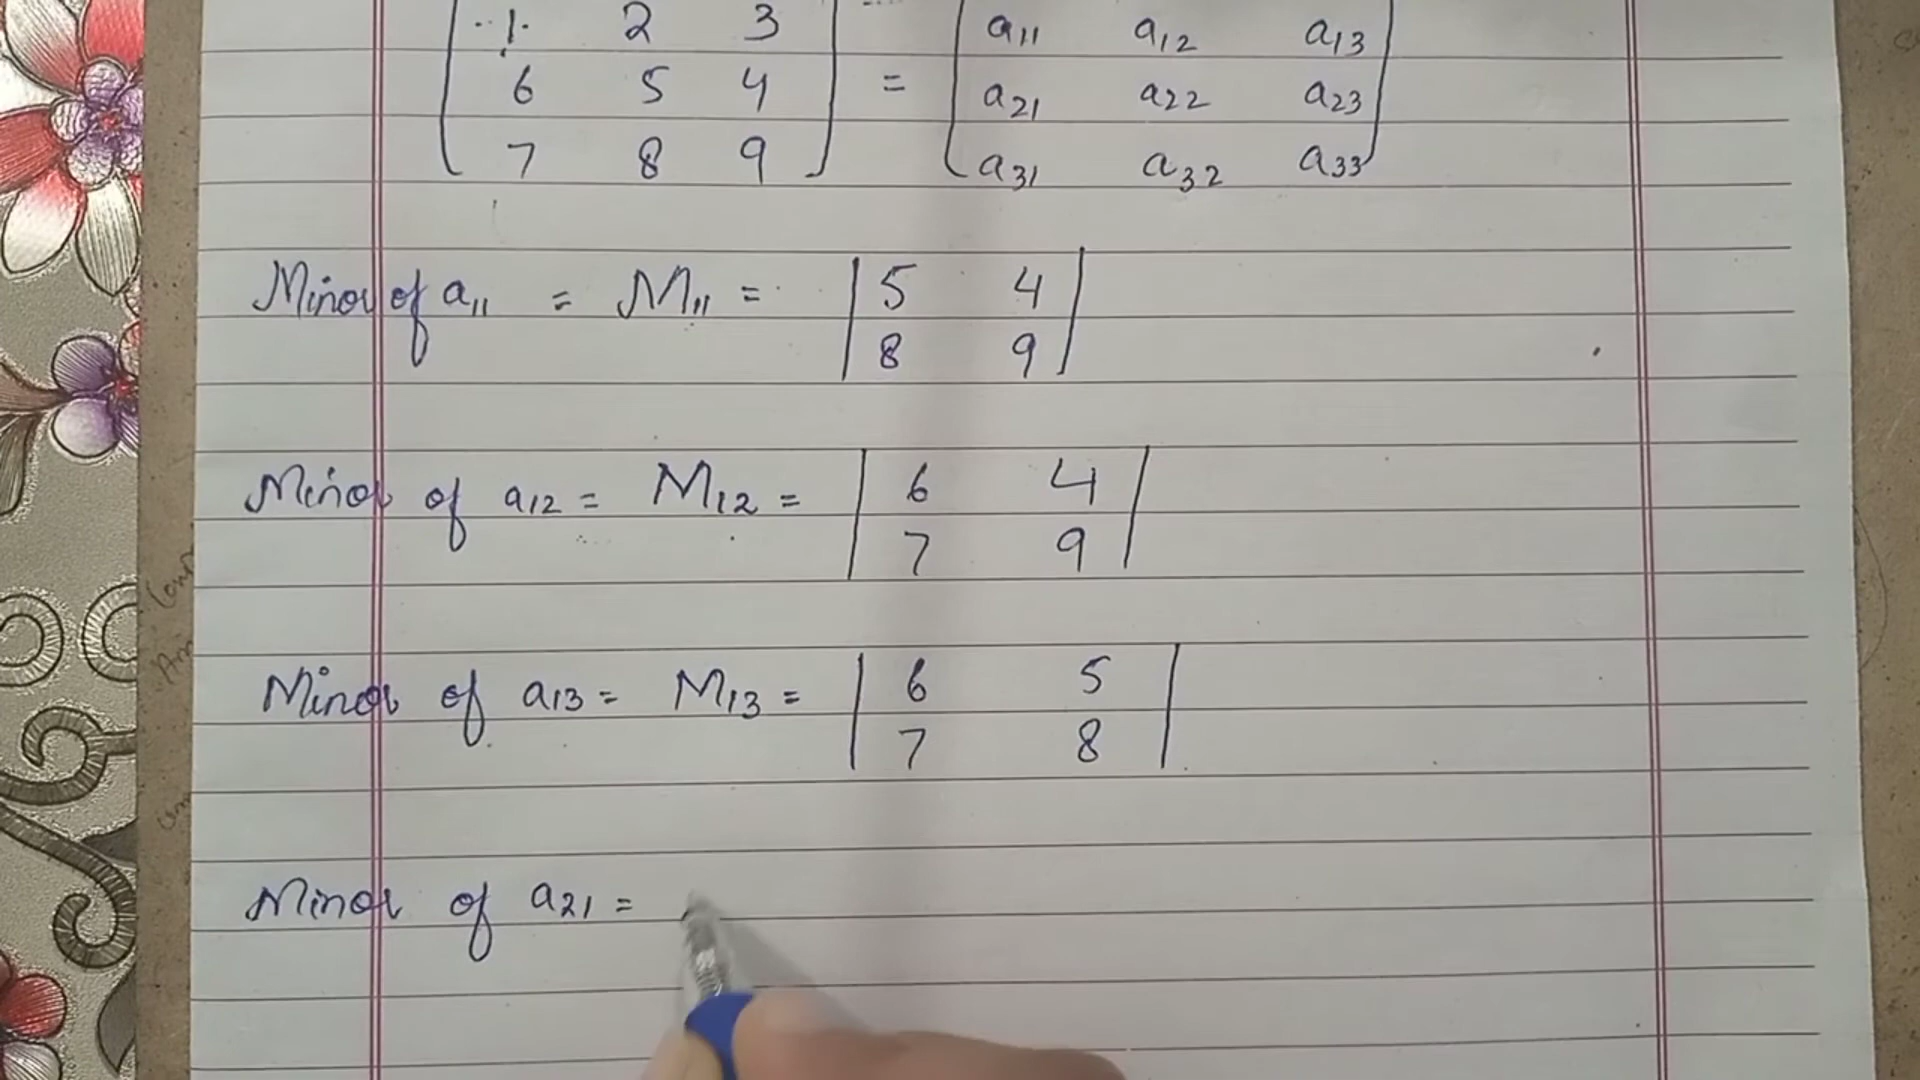 1 2 3 = a11 a12 a13
6 5 4 a21 a22 a23
7 8 9 a31 a32 a33
Minor of a11 = M11 = | 5 4 |
| 8 9 |
Minor of a12 = M12 = | 6 4 |
| 7 9 |
Minor of a13 = M13 = | 6 5 |
| 7 8 |
Minor of a21 =